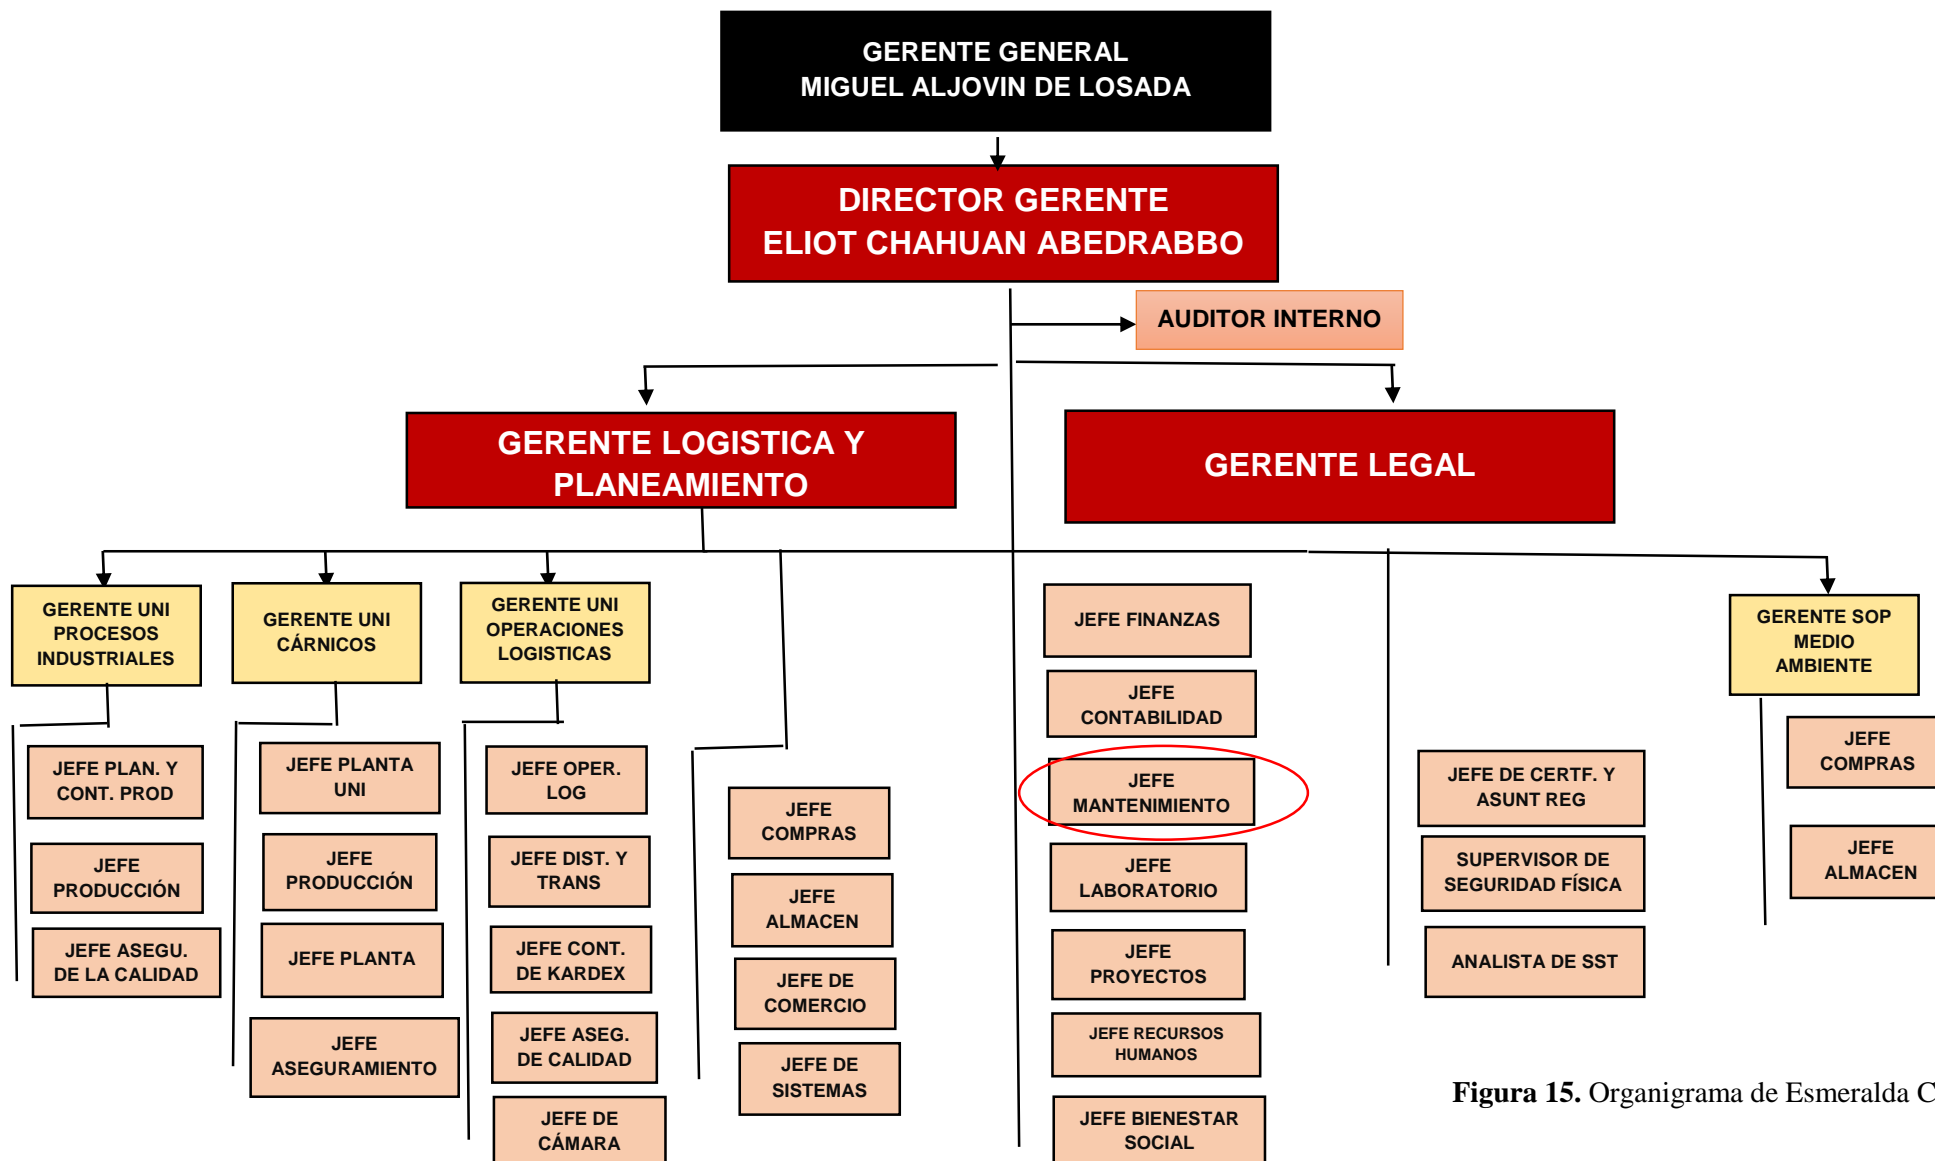 GERENTE GENERAL
MIGUEL ALJOVIN DE LOSADA
DIRECTOR GERENTE
ELIOT CHAHUAN ABEDRABBO
AUDITOR INTERNO
GERENTE LOGISTICA Y
PLANEAMIENTO
GERENTE LEGAL
GERENTE UNI
PROCESOS
INDUSTRIALES
GERENTE UNI
CÁRNICOS
GERENTE UNI
OPERACIONES
LOGISTICAS
GERENTE SOP
MEDIO
AMBIENTE
JEFE PLAN. Y
CONT. PROD
JEFE
PRODUCCIÓN
JEFE ASEGU.
DE LA CALIDAD
JEFE PLANTA
UNI
JEFE
PRODUCCIÓN
JEFE PLANTA
JEFE
ASEGURAMIENTO
JEFE OPER.
LOG
JEFE DIST. Y
TRANS
JEFE CONT.
DE KARDEX
JEFE ASEG.
DE CALIDAD
JEFE DE
CÁMARA
JEFE
COMPRAS
JEFE
ALMACEN
JEFE DE
COMERCIO
JEFE DE
SISTEMAS
JEFE FINANZAS
JEFE
CONTABILIDAD
JEFE
MANTENIMIENTO
JEFE
LABORATORIO
JEFE
PROYECTOS
JEFE RECURSOS
HUMANOS
JEFE BIENESTAR
SOCIAL
JEFE DE CERTF. Y
ASUNT REG
SUPERVISOR DE
SEGURIDAD FÍSICA
ANALISTA DE SST
JEFE
COMPRAS
JEFE
ALMACEN
Figura 15. Organigrama de Esmeralda C